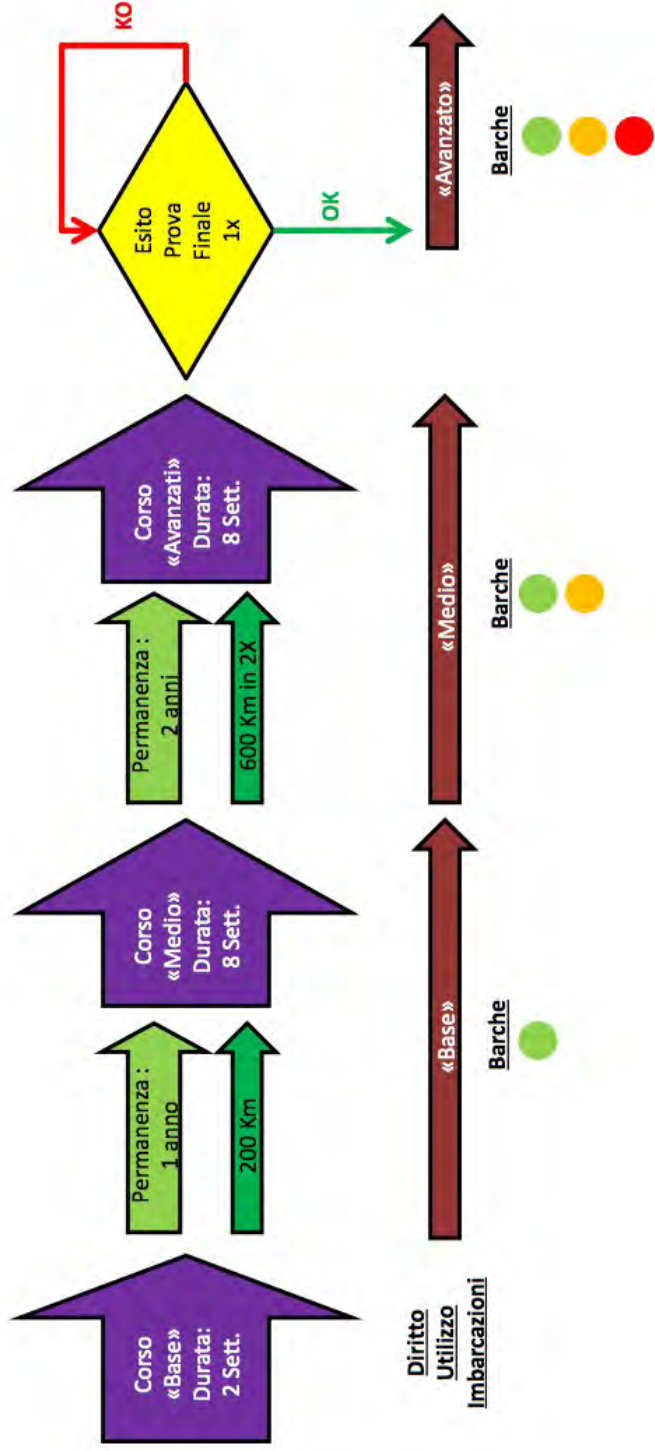 Corso
«Base»
Durata:
2 Sett.
Permanenza :
1 anno
200 Km
Corso
«Medio»
Durata:
8 Sett.
Permanenza :
2 anni
600 Km in 2X
Corso
«Avanzati»
Durata:
8 Sett.
Esito
Prova
Finale
1x
KO
OK
Diritto
Utilizzo
Imbarcazioni
«Base»
Barche
«Medio»
Barche
«Avanzato»
Barche